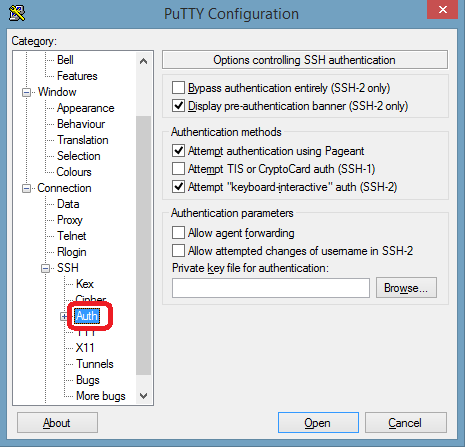 PuTTY Configuration
Category:
Bell
Features
Window
Appearance
Behaviour
Translation
Selection
Colours
Connection
Data
Proxy
Telnet
Rlogin
SSH
Kex
Cipher
Auth
TTY
X11
Tunnels
Bugs
More bugs
Options controlling SSH authentication
Bypass authentication entirely (SSH-2 only)
Display pre-authentication banner (SSH-2 only)
Authentication methods
Attempt authentication using Pageant
Attempt TIS or CryptoCard auth (SSH-1)
Attempt "keyboard-interactive" auth (SSH-2)
Authentication parameters
Allow agent forwarding
Allow attempted changes of username in SSH-2
Private key file for authentication:
Browse...
About
Open
Cancel